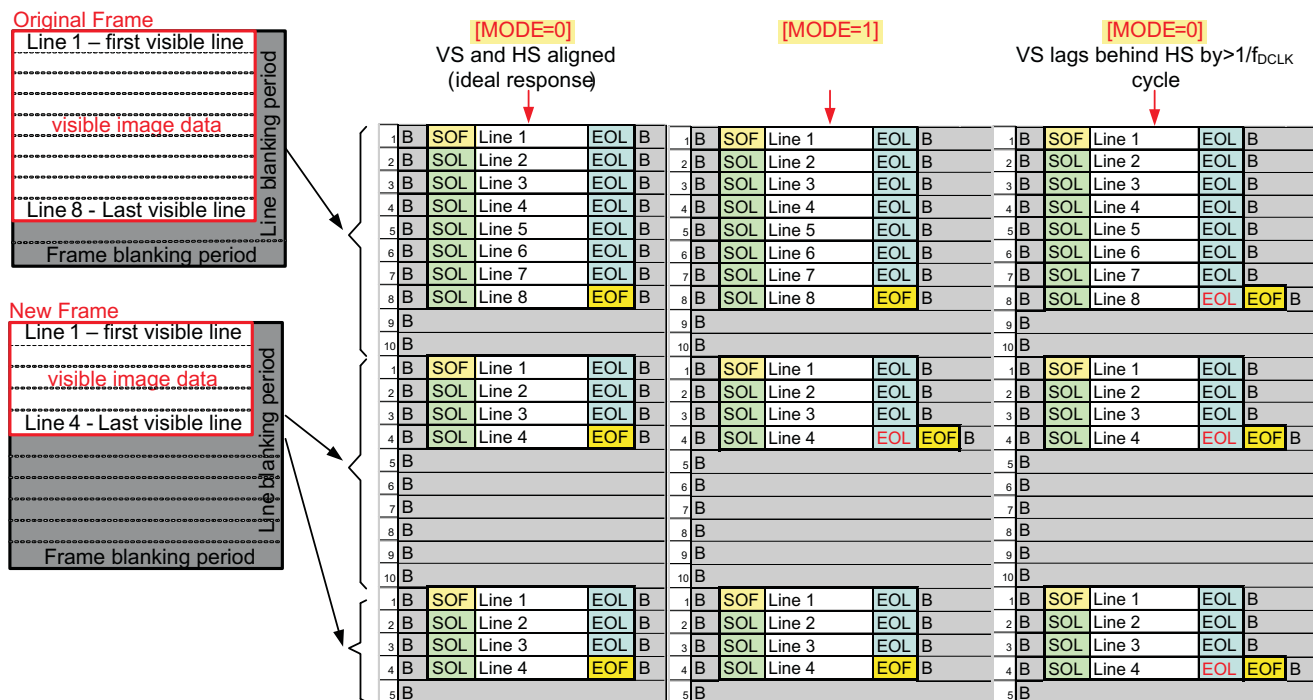 Original Frame
Line 1 – first visible line
visible image data
Line 8 - Last visible line
Frame blanking period
Line blanking period
New Frame
Line 1 – first visible line
visible image data
Line 4 - Last visible line
Frame blanking period
Line blanking period
[MODE=0]
VS and HS aligned
(ideal response)
1 B SOF Line 1 EOL B
2 B SOL Line 2 EOL B
3 B SOL Line 3 EOL B
4 B SOL Line 4 EOL B
5 B SOL Line 5 EOL B
6 B SOL Line 6 EOL B
7 B SOL Line 7 EOL B
8 B SOL Line 8 EOF B
9 B
10 B
1 B SOF Line 1 EOL B
2 B SOL Line 2 EOL B
3 B SOL Line 3 EOL B
4 B SOL Line 4 EOF B
5 B
6 B
7 B
8 B
9 B
10 B
1 B SOF Line 1 EOL B
2 B SOL Line 2 EOL B
3 B SOL Line 3 EOL B
4 B SOL Line 4 EOF B
5 B
[MODE=1]
1 B SOF Line 1 EOL B
2 B SOL Line 2 EOL B
3 B SOL Line 3 EOL B
4 B SOL Line 4 EOL B
5 B SOL Line 5 EOL B
6 B SOL Line 6 EOL B
7 B SOL Line 7 EOL B
8 B SOL Line 8 EOF B
9 B
10 B
1 B SOF Line 1 EOL B
2 B SOL Line 2 EOL B
3 B SOL Line 3 EOL B
4 B SOL Line 4 EOL EOF B
5 B
6 B
7 B
8 B
9 B
10 B
1 B SOF Line 1 EOL B
2 B SOL Line 2 EOL B
3 B SOL Line 3 EOL B
4 B SOL Line 4 EOF B
5 B
[MODE=0]
VS lags behind HS by>1/fDCLK
cycle
1 B SOF Line 1 EOL B
2 B SOL Line 2 EOL B
3 B SOL Line 3 EOL B
4 B SOL Line 4 EOL B
5 B SOL Line 5 EOL B
6 B SOL Line 6 EOL B
7 B SOL Line 7 EOL B
8 B SOL Line 8 EOL EOF B
9 B
10 B
1 B SOF Line 1 EOL B
2 B SOL Line 2 EOL B
3 B SOL Line 3 EOL B
4 B SOL Line 4 EOL EOF B
5 B
6 B
7 B
8 B
9 B
10 B
1 B SOF Line 1 EOL B
2 B SOL Line 2 EOL B
3 B SOL Line 3 EOL B
4 B SOL Line 4 EOL EOF B
5 B